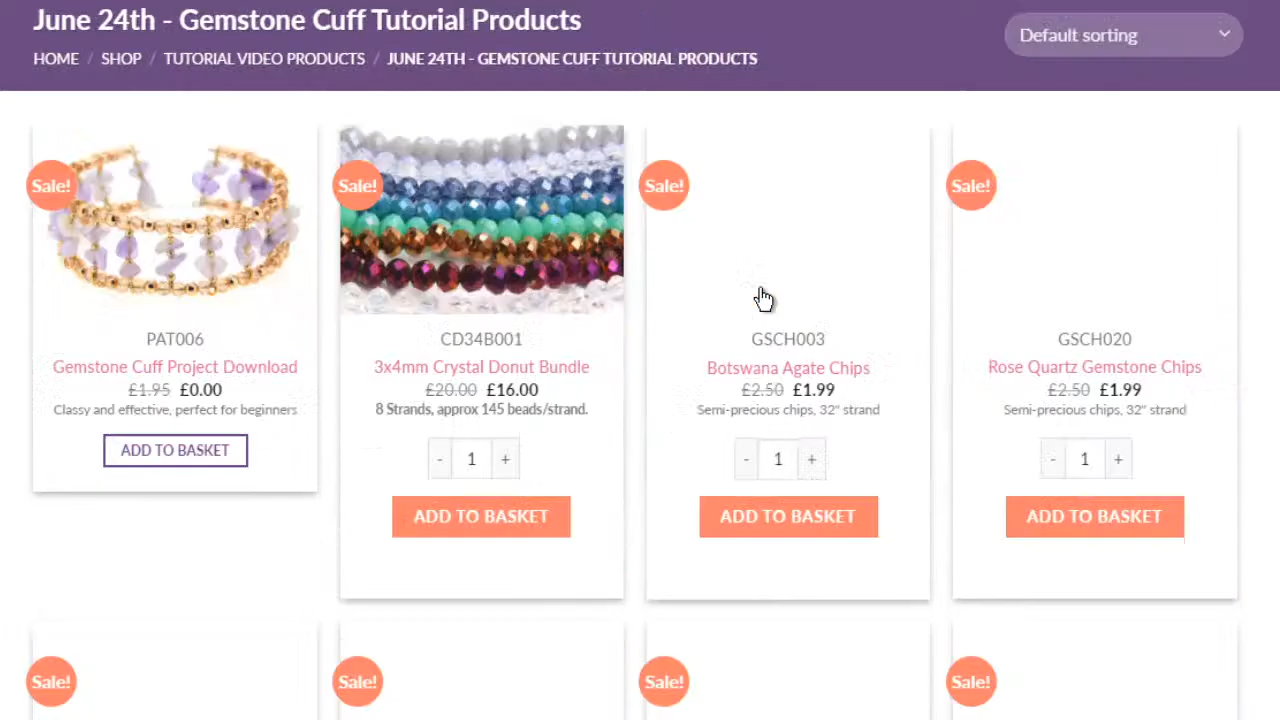 June 24th - Gemstone Cuff Tutorial Products
Default sorting
HOME / SHOP / TUTORIAL VIDEO PRODUCTS / JUNE 24TH - GEMSTONE CUFF TUTORIAL PRODUCTS
Sale!
PAT006
Gemstone Cuff Project Download
£1.95 £0.00
Classy and effective, perfect for beginners
ADD TO BASKET
Sale!
CD34B001
3x4mm Crystal Donut Bundle
£20.00 £16.00
8 Strands, approx 145 beads/strand.
- 1 +
ADD TO BASKET
Sale!
GSCH003
Botswana Agate Chips
£2.50 £1.99
Semi-precious chips, 32" strand
- 1 +
ADD TO BASKET
Sale!
GSCH020
Rose Quartz Gemstone Chips
£2.50 £1.99
Semi-precious chips, 32" strand
- 1 +
ADD TO BASKET
Sale!
Sale!
Sale!
Sale!